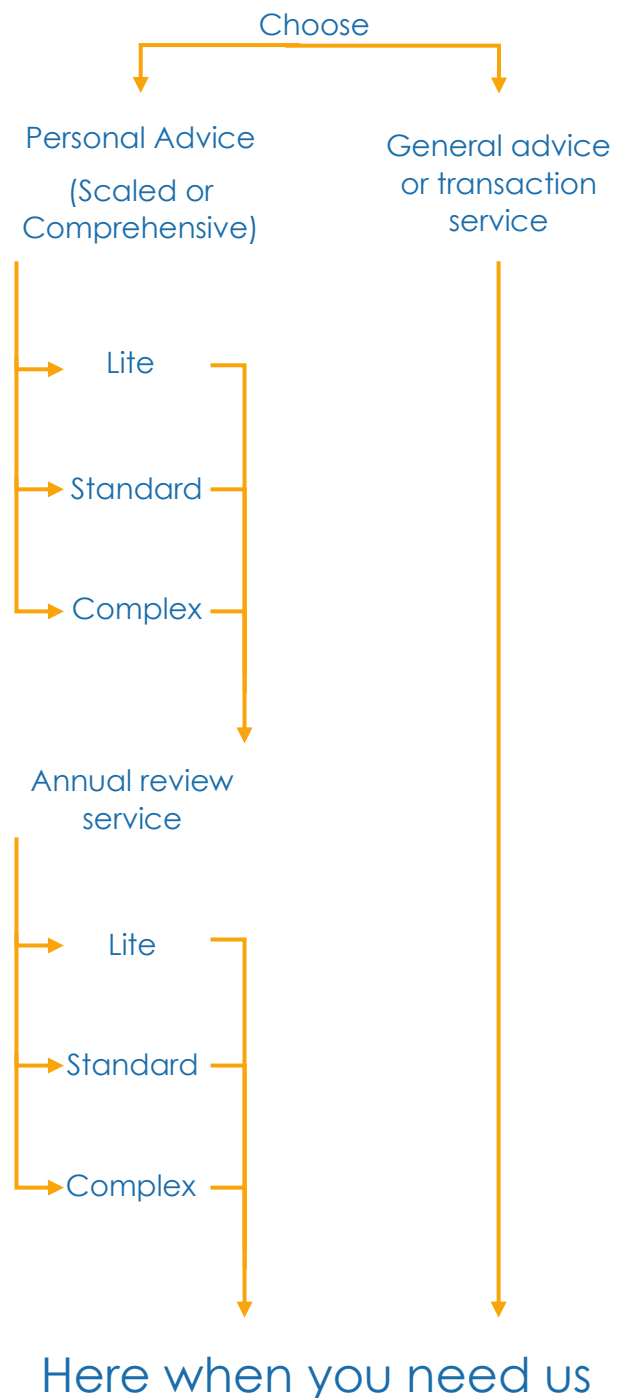 Choose
Personal Advice
(Scaled or
Comprehensive)
General advice
or transaction
service
Lite
Standard
Complex
Annual review
service
Lite
Standard
Complex
Here when you need us